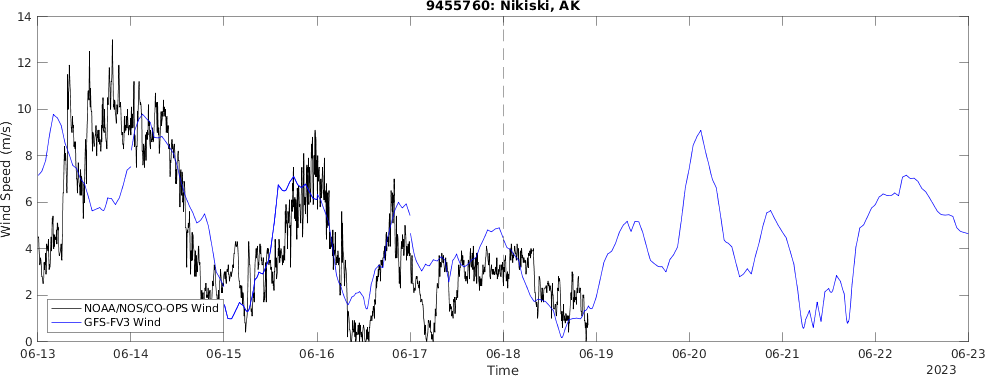 9455760: Nikiski, AK
Wind Speed (m/s)
14
12
10
8
6
4
2
0
NOAA/NOS/CO-OPS Wind
GFS-FV3 Wind
06-13 06-14 06-15 06-16 06-17 06-18 06-19 06-20 06-21 06-22 06-23
Time
2023